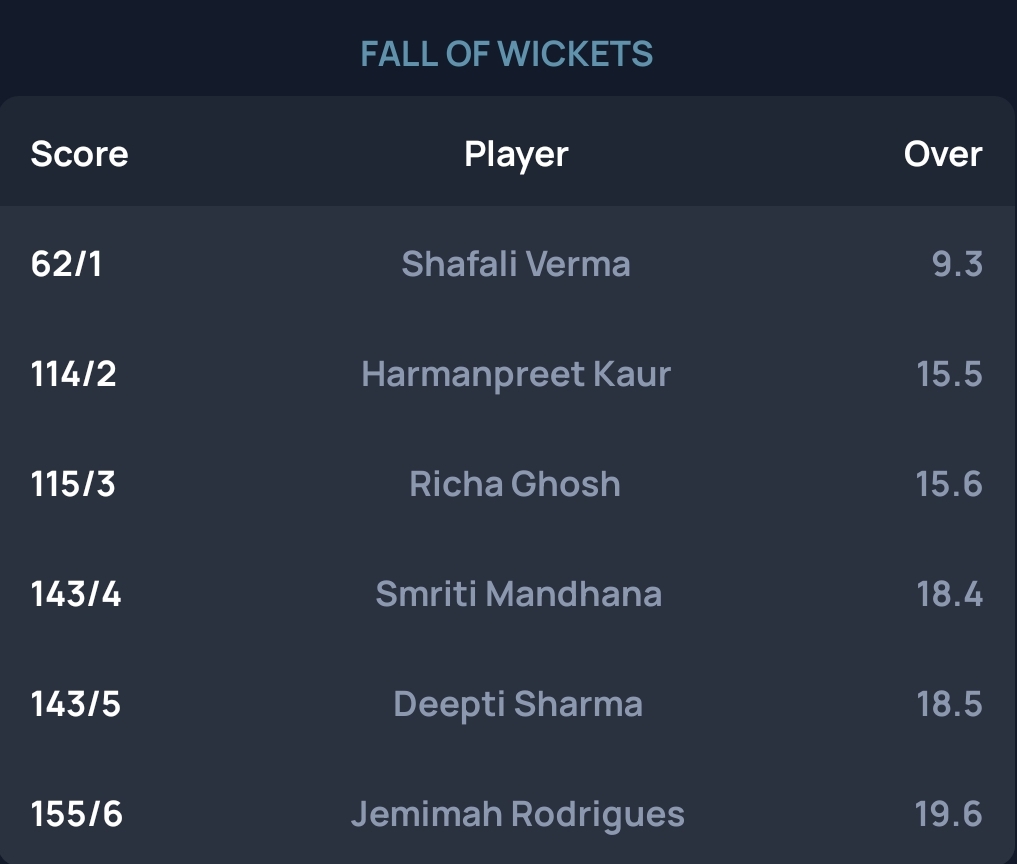 FALL OF WICKETS
Score Player Over
62/1 Shafali Verma 9.3
114/2 Harmanpreet Kaur 15.5
115/3 Richa Ghosh 15.6
143/4 Smriti Mandhana 18.4
143/5 Deepti Sharma 18.5
155/6 Jemimah Rodrigues 19.6